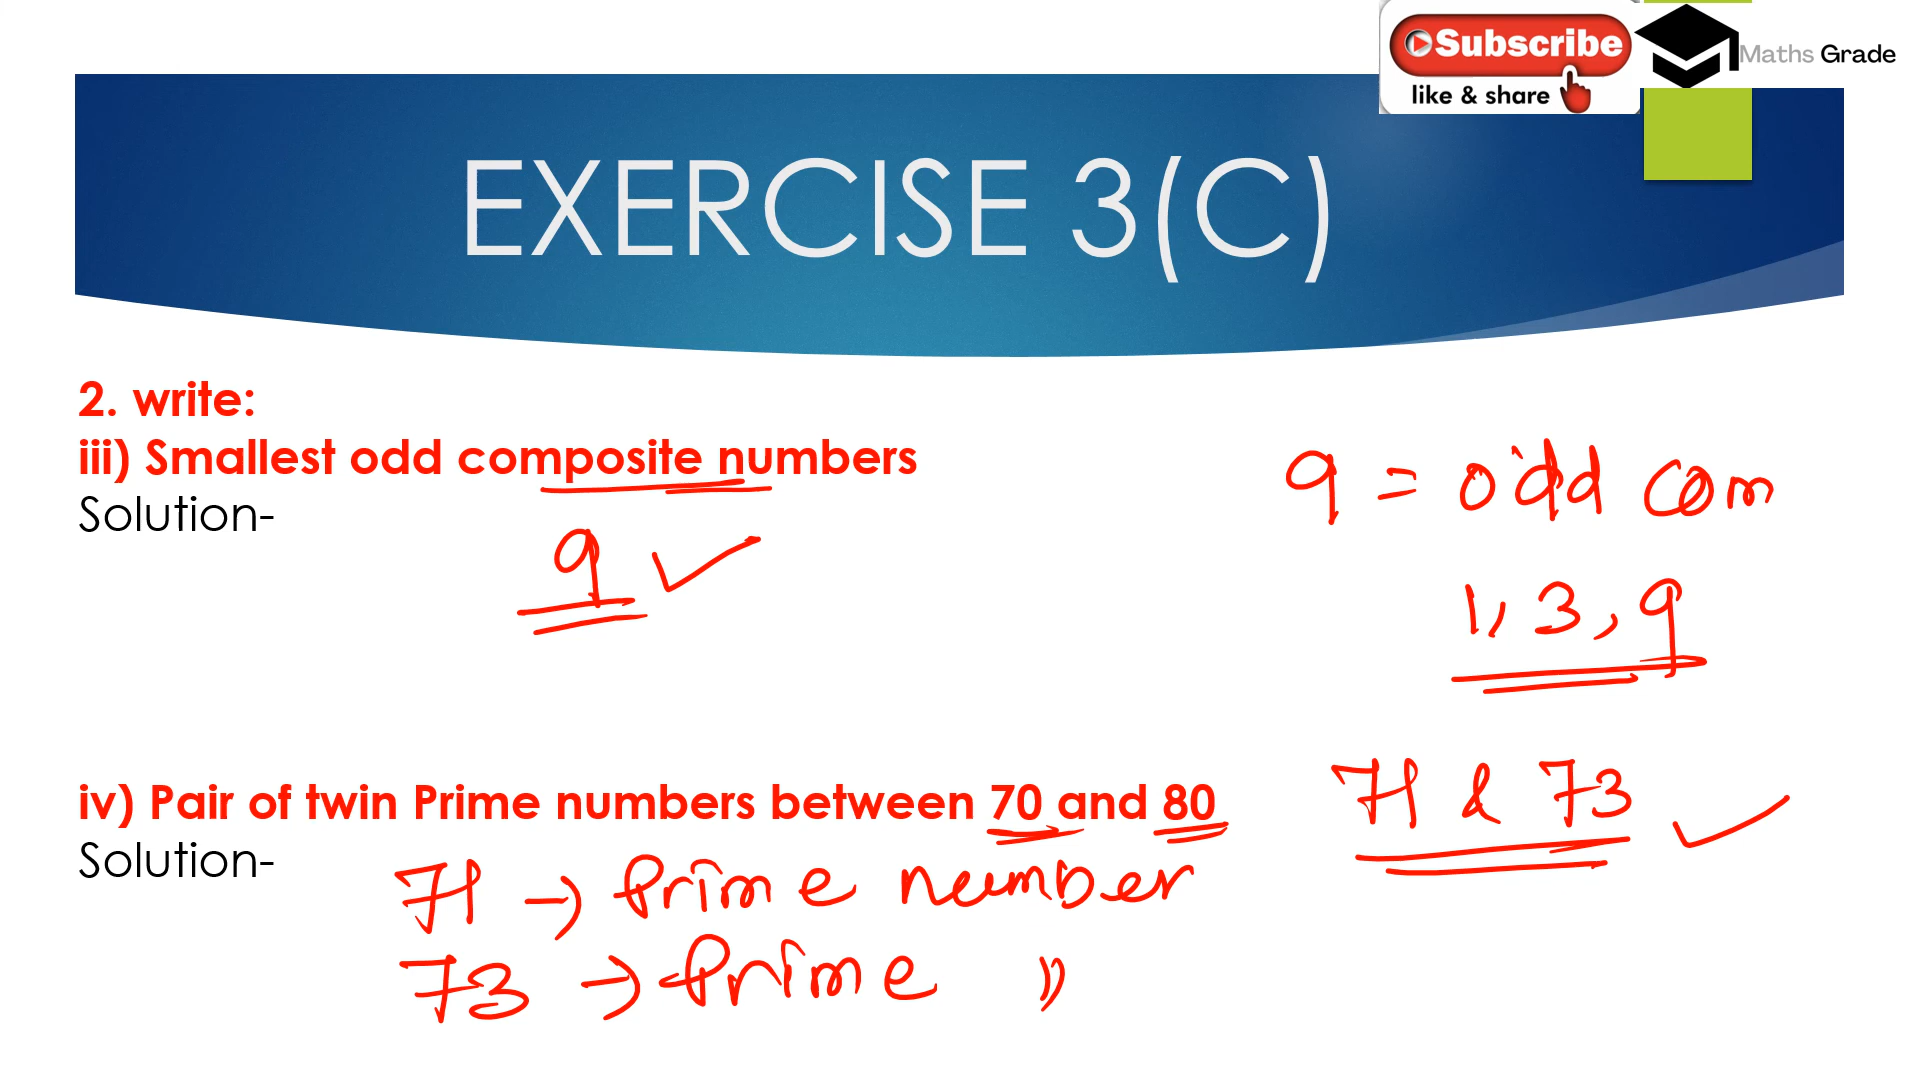 Subscribe
like & share
Maths Grade
EXERCISE 3(C)
2. write:
iii) Smallest odd composite numbers
Solution-
9
9 = odd com
1, 3, 9
iv) Pair of twin Prime numbers between 70 and 80
71 & 73
Solution-
71 → Prime number
73 → Prime 〃